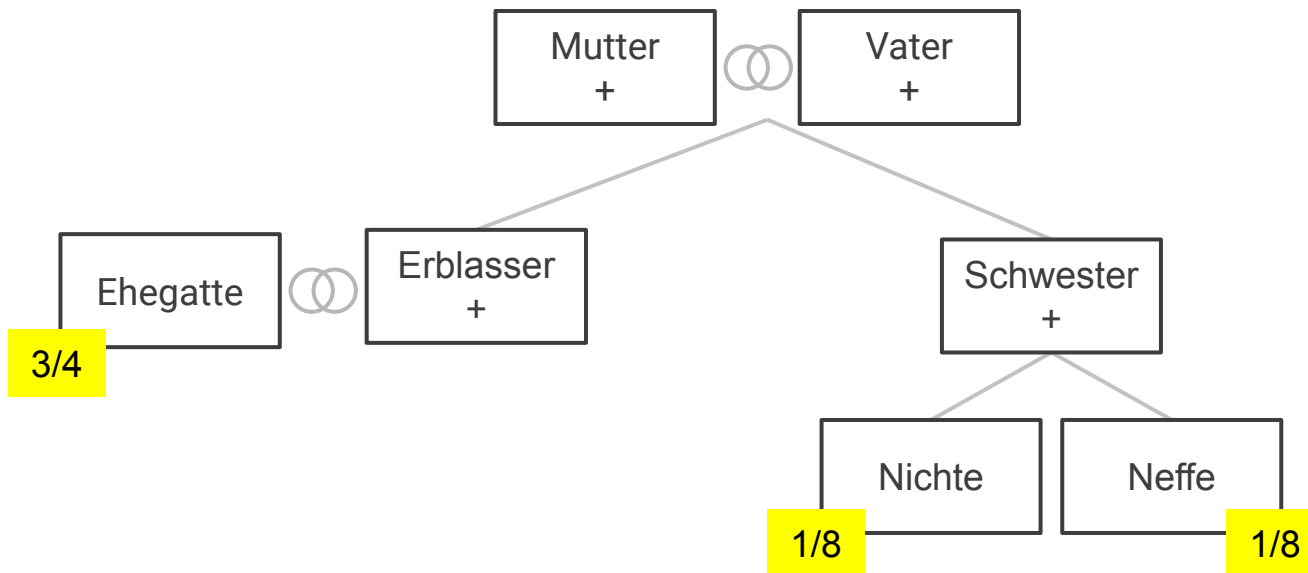 Mutter
+
Vater
+
Ehegatte
3/4
Erblasser
+
Schwester
+
Nichte
1/8
Neffe
1/8